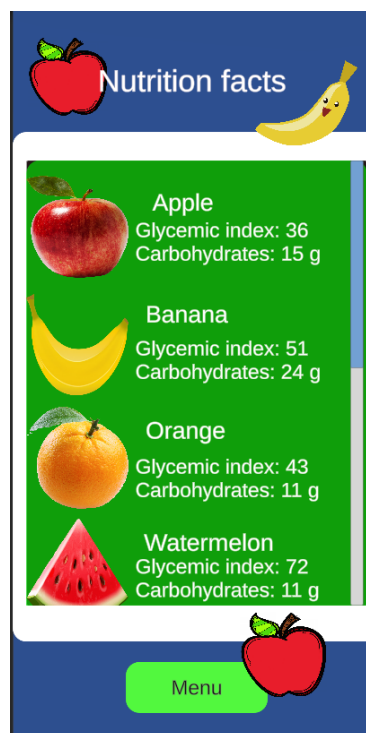 Nutrition facts
Apple
Glycemic index: 36
Carbohydrates: 15 g
Banana
Glycemic index: 51
Carbohydrates: 24 g
Orange
Glycemic index: 43
Carbohydrates: 11 g
Watermelon
Glycemic index: 72
Carbohydrates: 11 g
Menu